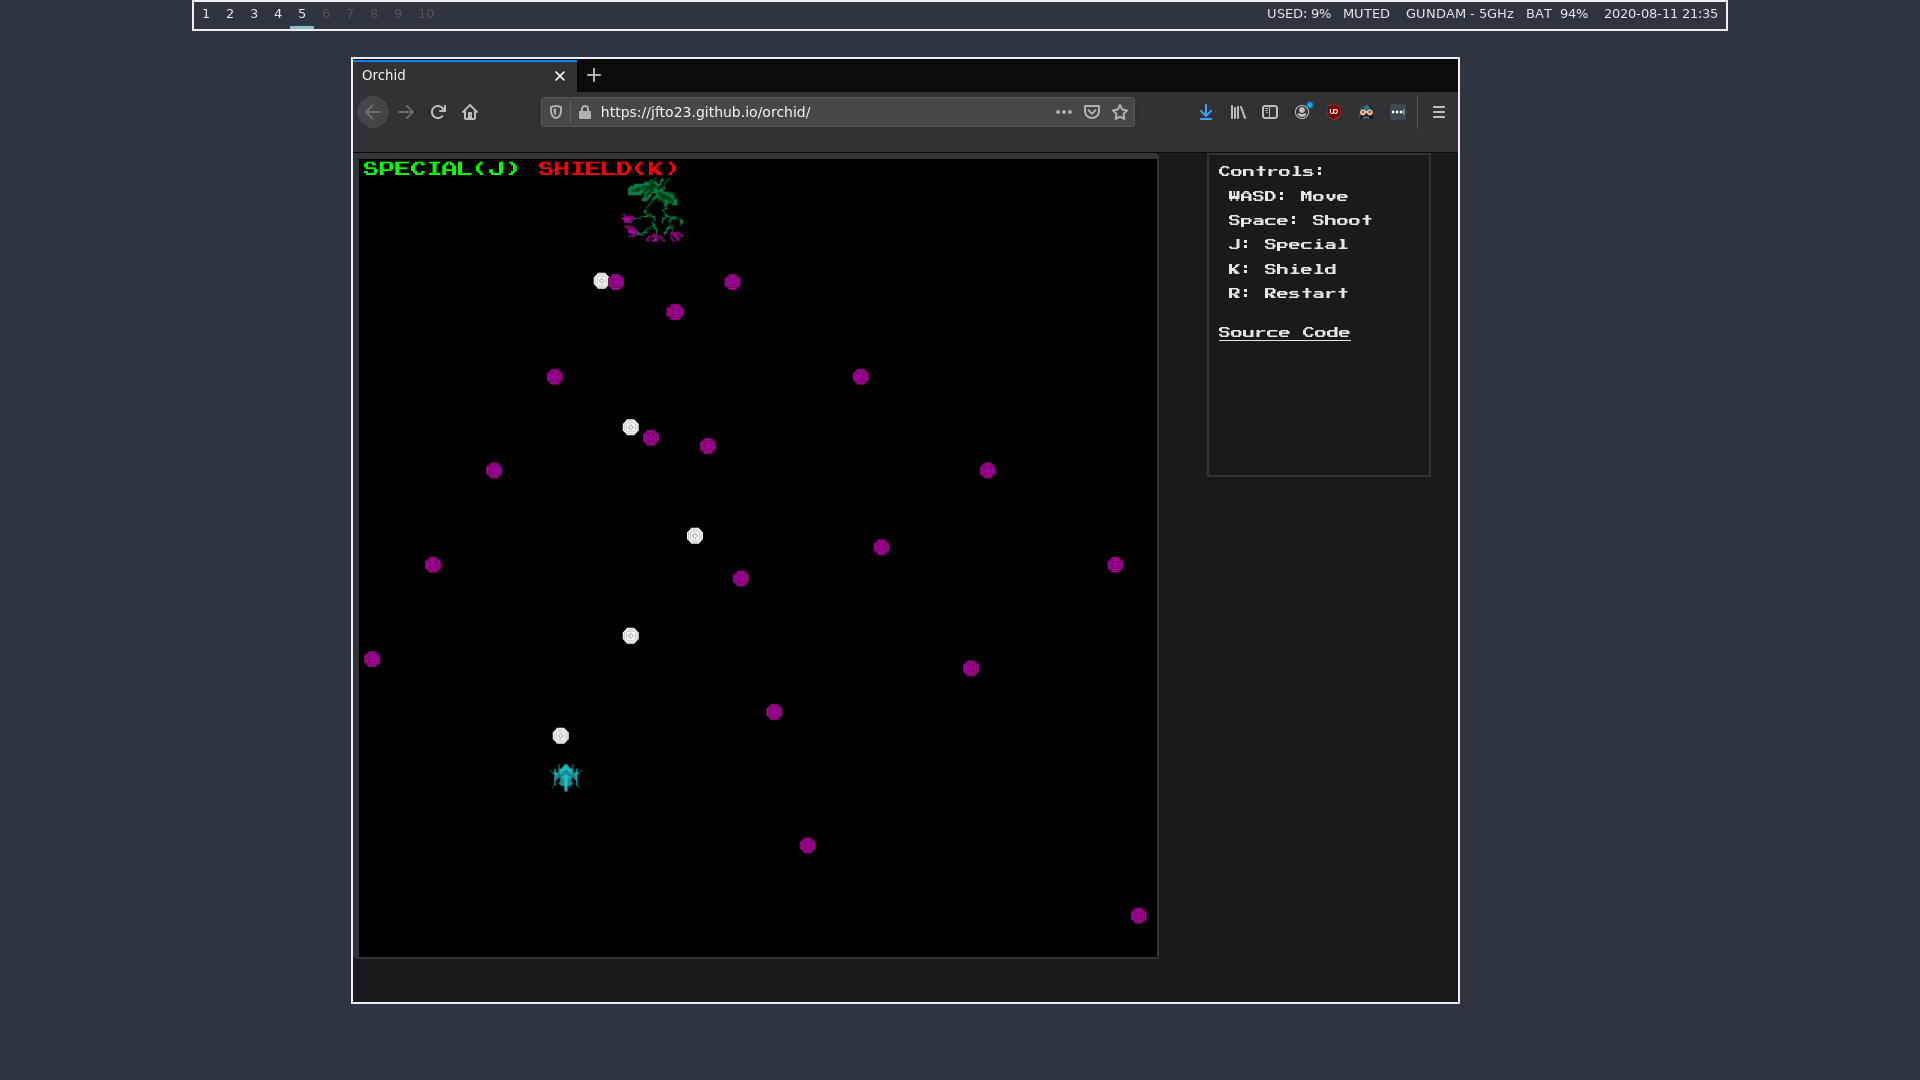 1 2 3 4 5 6 7 8 9 10 USED: 9% MUTED GUNDAM - 5GHz BAT 94% 2020-08-11 21:35
Orchid
https://jfto23.github.io/orchid/
SPECIAL(J) SHIELD(K)
Controls:
WASD: Move
Space: Shoot
J: Special
K: Shield
R: Restart
Source Code